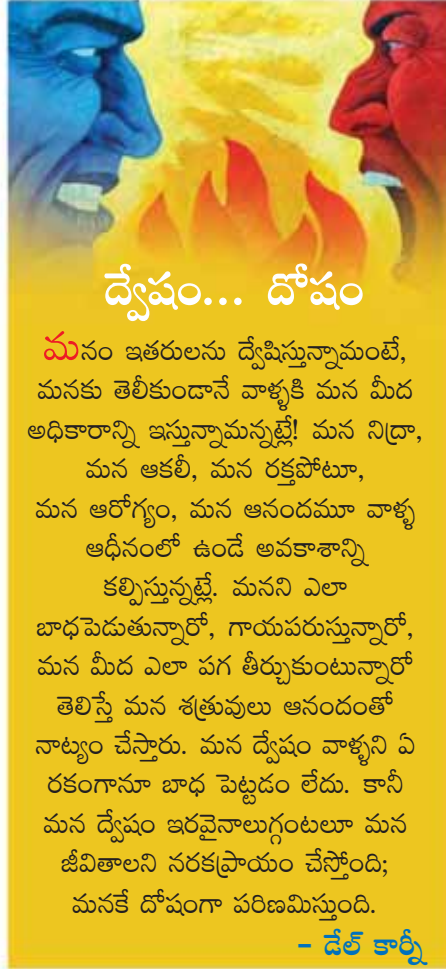 ద్వేషం... దోషం
మనం ఇతరులను ద్వేషిస్తున్నామంటే,
మనకు తెలీకుండానే వాళ్ళకి మన మీద
అధికారాన్ని ఇస్తున్నామన్నట్లే! మన నిద్రా,
మన ఆకలీ, మన రక్తపోటూ,
మన ఆరోగ్యం, మన ఆనందమూ వాళ్ళ
ఆధీనంలో ఉండే అవకాశాన్ని
కల్పిస్తున్నట్లే. మనని ఎలా
బాధపెడుతున్నారో, గాయపరుస్తున్నారో,
మన మీద ఎలా పగ తీర్చుకుంటున్నారో
తెలిస్తే మన శత్రువులు ఆనందంతో
నాట్యం చేస్తారు. మన ద్వేషం వాళ్ళని ఏ
రకంగానూ బాధ పెట్టడం లేదు. కానీ
మన ద్వేషం ఇరవైనాలుగ్గంటలూ మన
జీవితాలని నరకప్రాయం చేస్తోంది;
మనకే దోషంగా పరిణమిస్తుంది.
– డేల్ కార్నీ